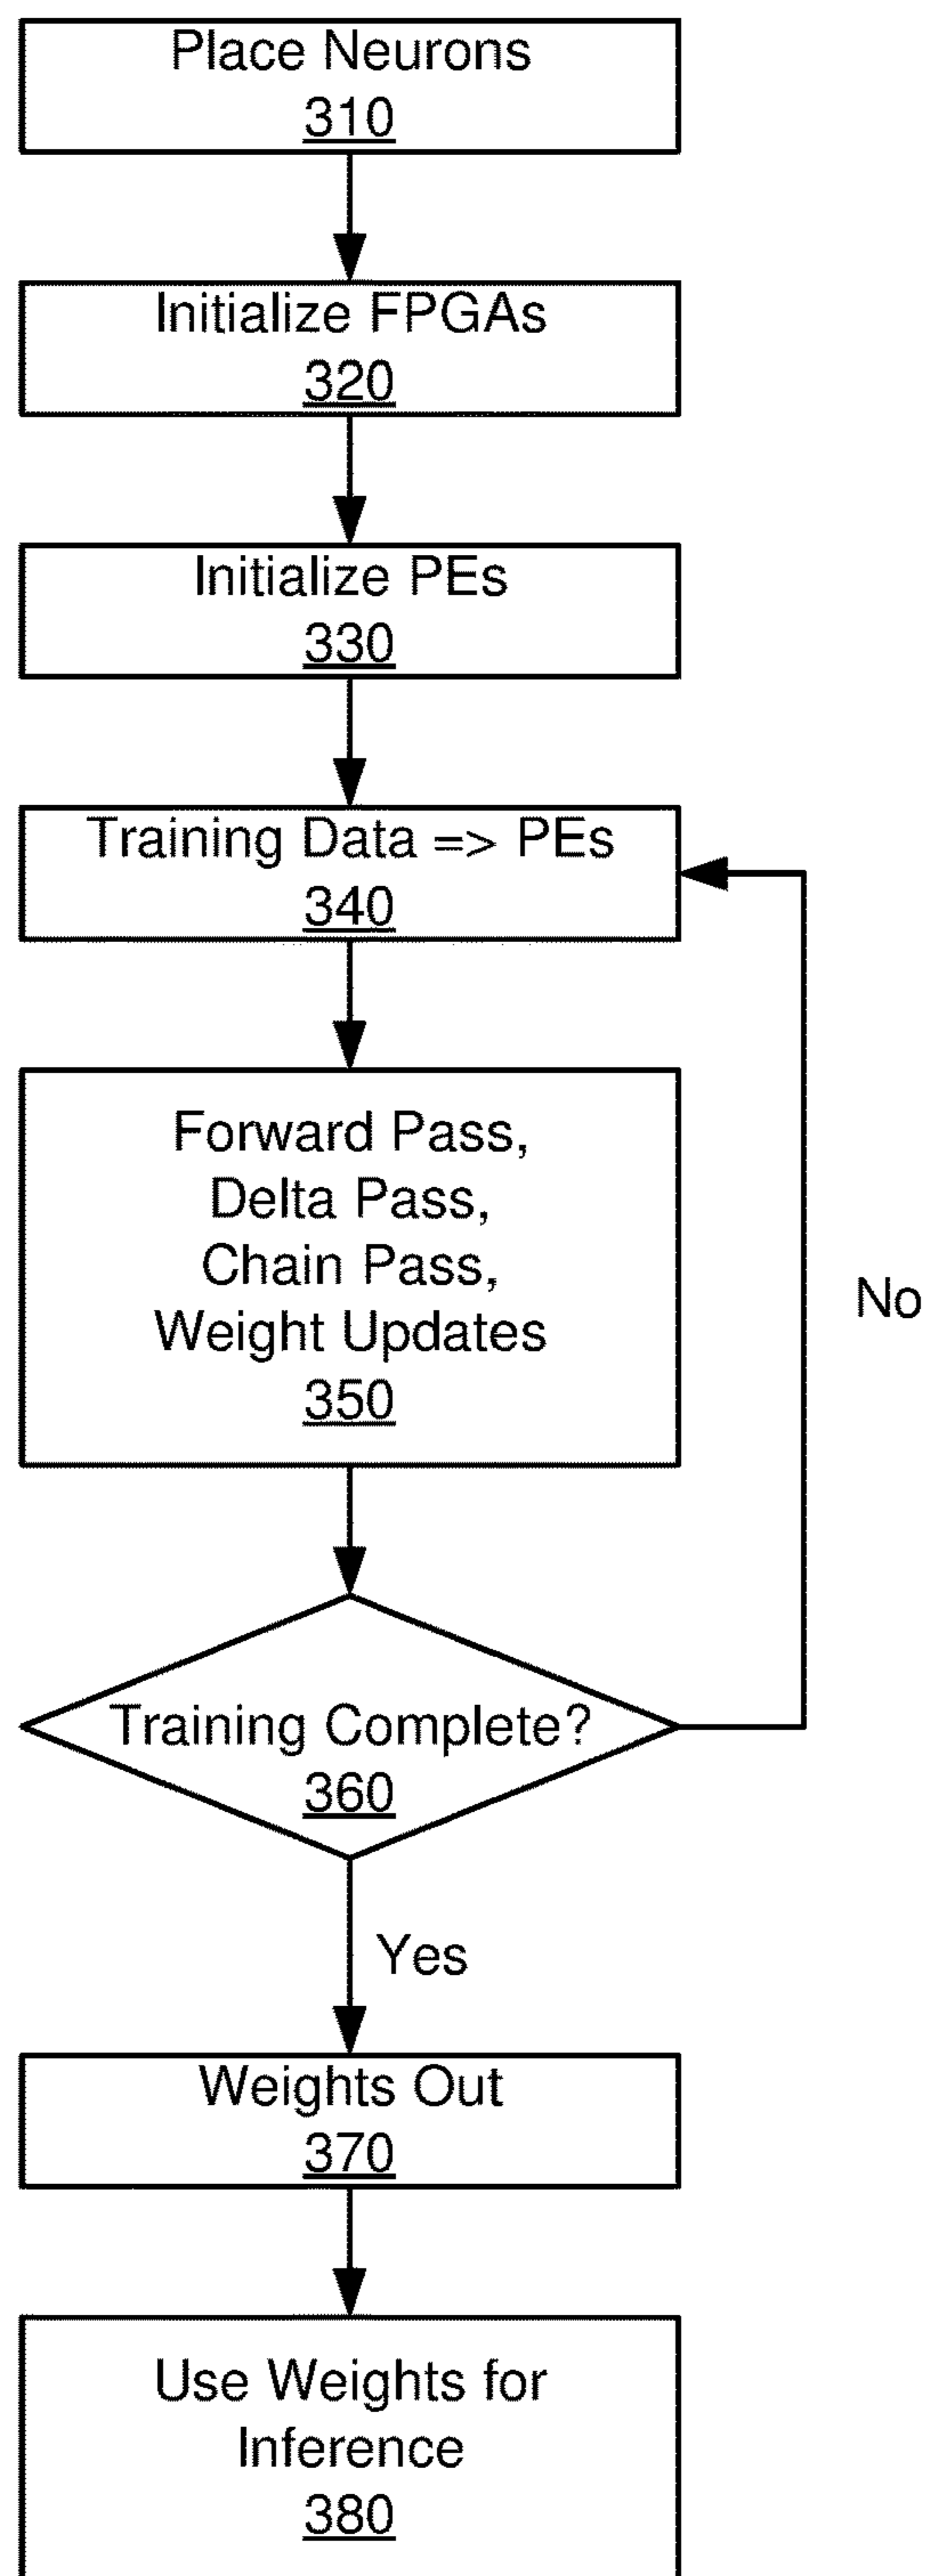 Place Neurons
310
Initialize FPGAs
320
Initialize PEs
330
Training Data => PEs
340
Forward Pass,
Delta Pass,
Chain Pass,
Weight Updates
350
No
Training Complete?
360
Yes
Weights Out
370
Use Weights for
Inference
380